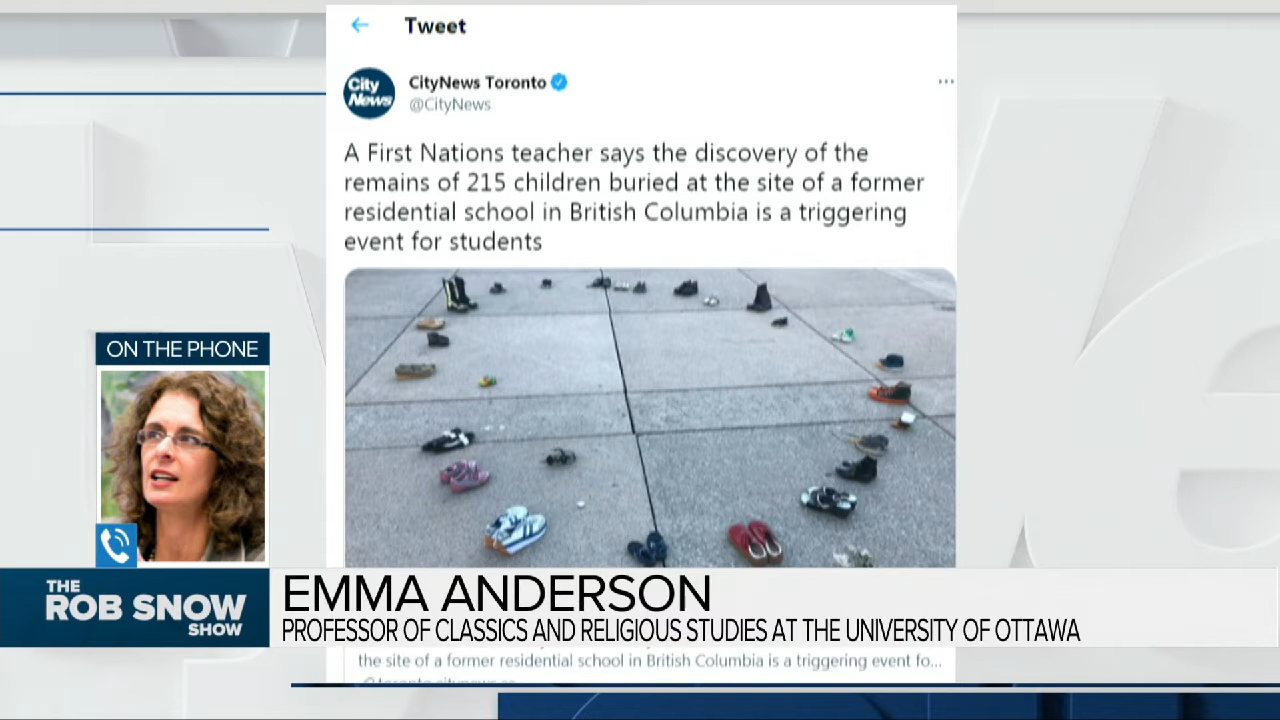 Tweet
City
News
CityNews Toronto
@CityNews
A First Nations teacher says the discovery of the
remains of 215 children buried at the site of a former
residential school in British Columbia is a triggering
event for students
ON THE PHONE
THE
ROB SNOW
SHOW
EMMA ANDERSON
PROFESSOR OF CLASSICS AND RELIGIOUS STUDIES AT THE UNIVERSITY OF OTTAWA
the site of a former residential school in British Columbia is a triggering event fo...